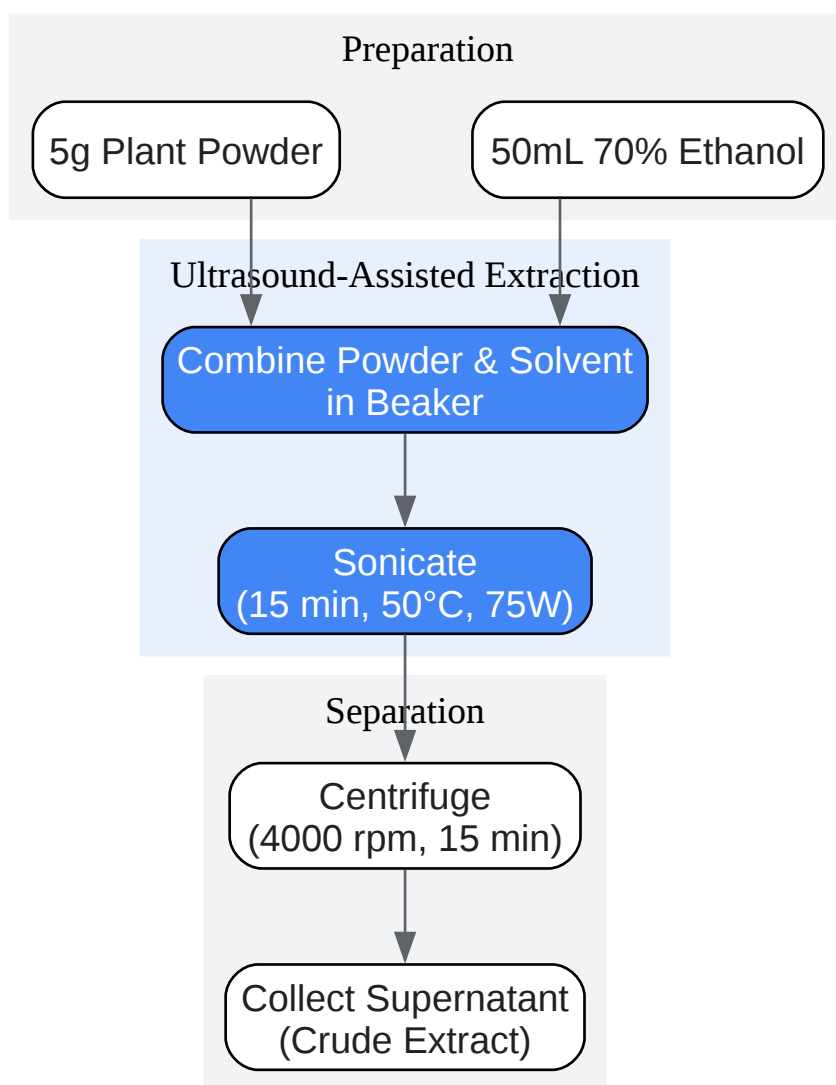 Preparation
5g Plant Powder
50mL 70% Ethanol
Ultrasound-Assisted Extraction
Combine Powder & Solvent
in Beaker
Sonicate
(15 min, 50°C, 75W)
Separation
Centrifuge
(4000 rpm, 15 min)
Collect Supernatant
(Crude Extract)